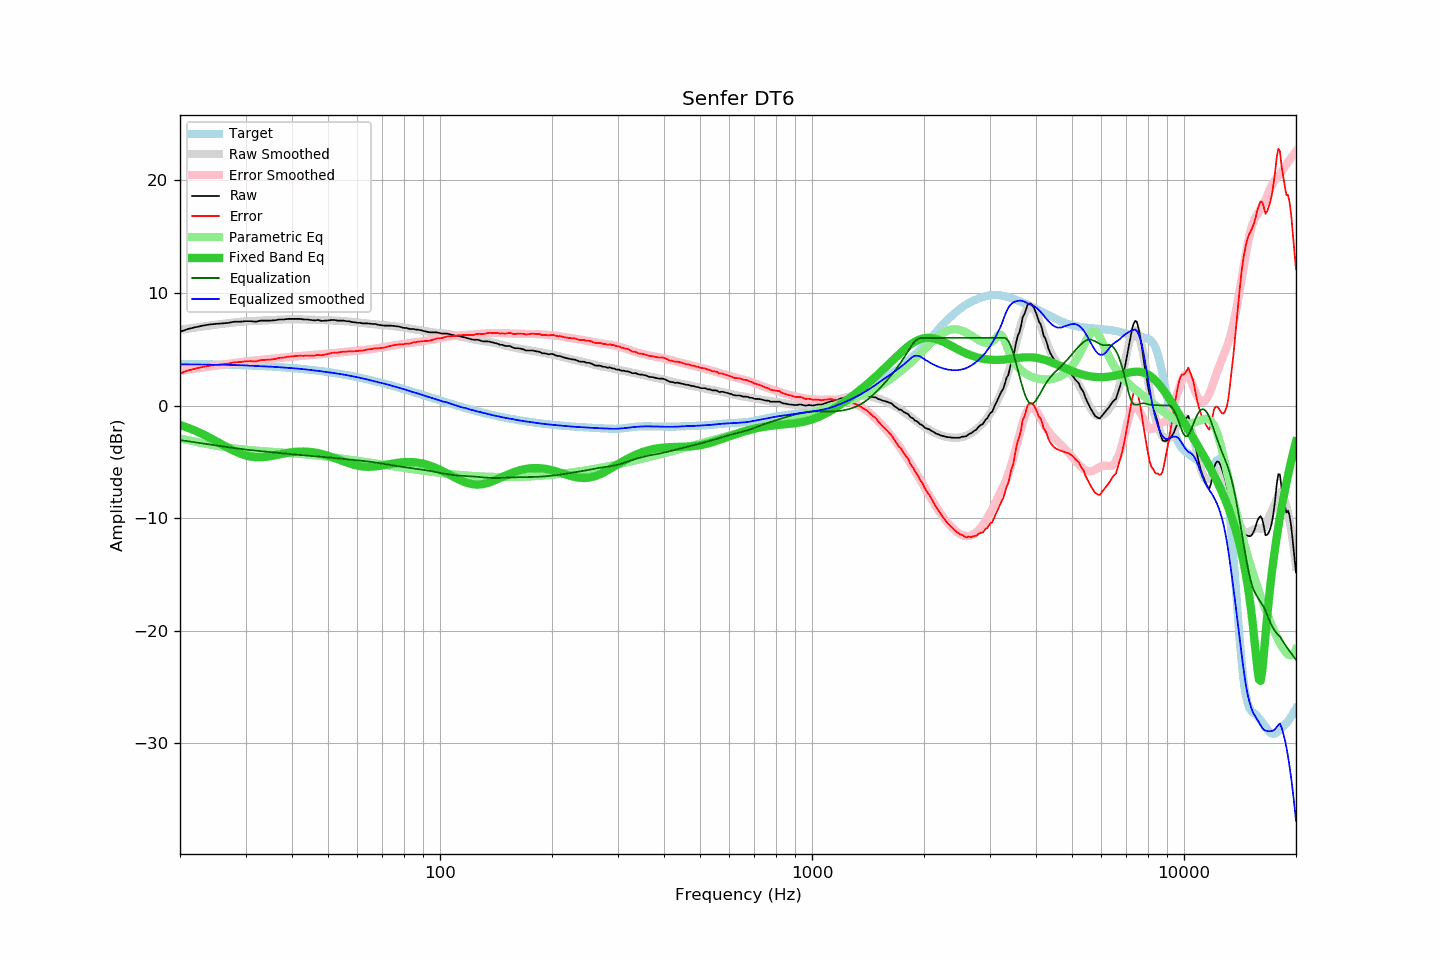 Senfer DT6
Target
Raw Smoothed
Error Smoothed
Raw
Error
Parametric Eq
Fixed Band Eq
Equalization
Equalized smoothed
20
10
0
−10
−20
−30
Amplitude (dBr)
100
1000
10000
Frequency (Hz)